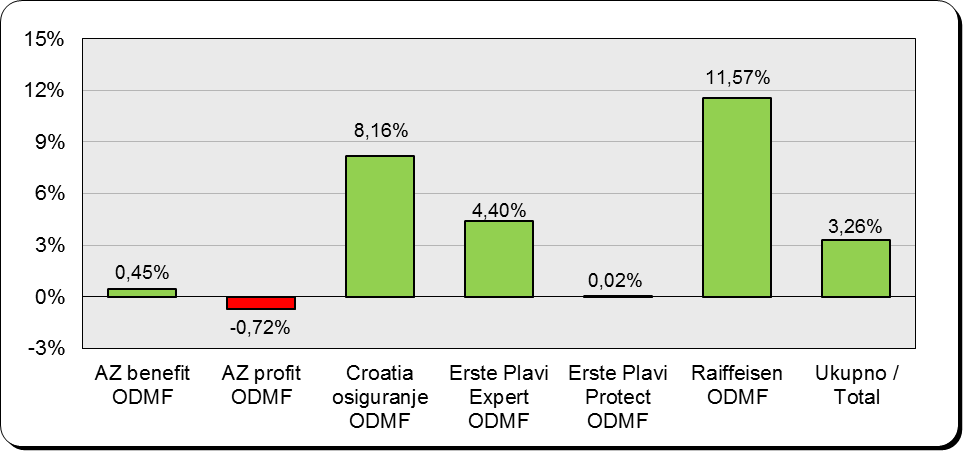 15%
12%
9%
6%
3%
0%
-3%
0,45%
-0,72%
8,16%
4,40%
0,02%
11,57%
3,26%
AZ benefit
ODMF
AZ profit
ODMF
Croatia
osiguranje
ODMF
Erste Plavi
Expert
ODMF
Erste Plavi
Protect
ODMF
Raiffeisen
ODMF
Ukupno /
Total